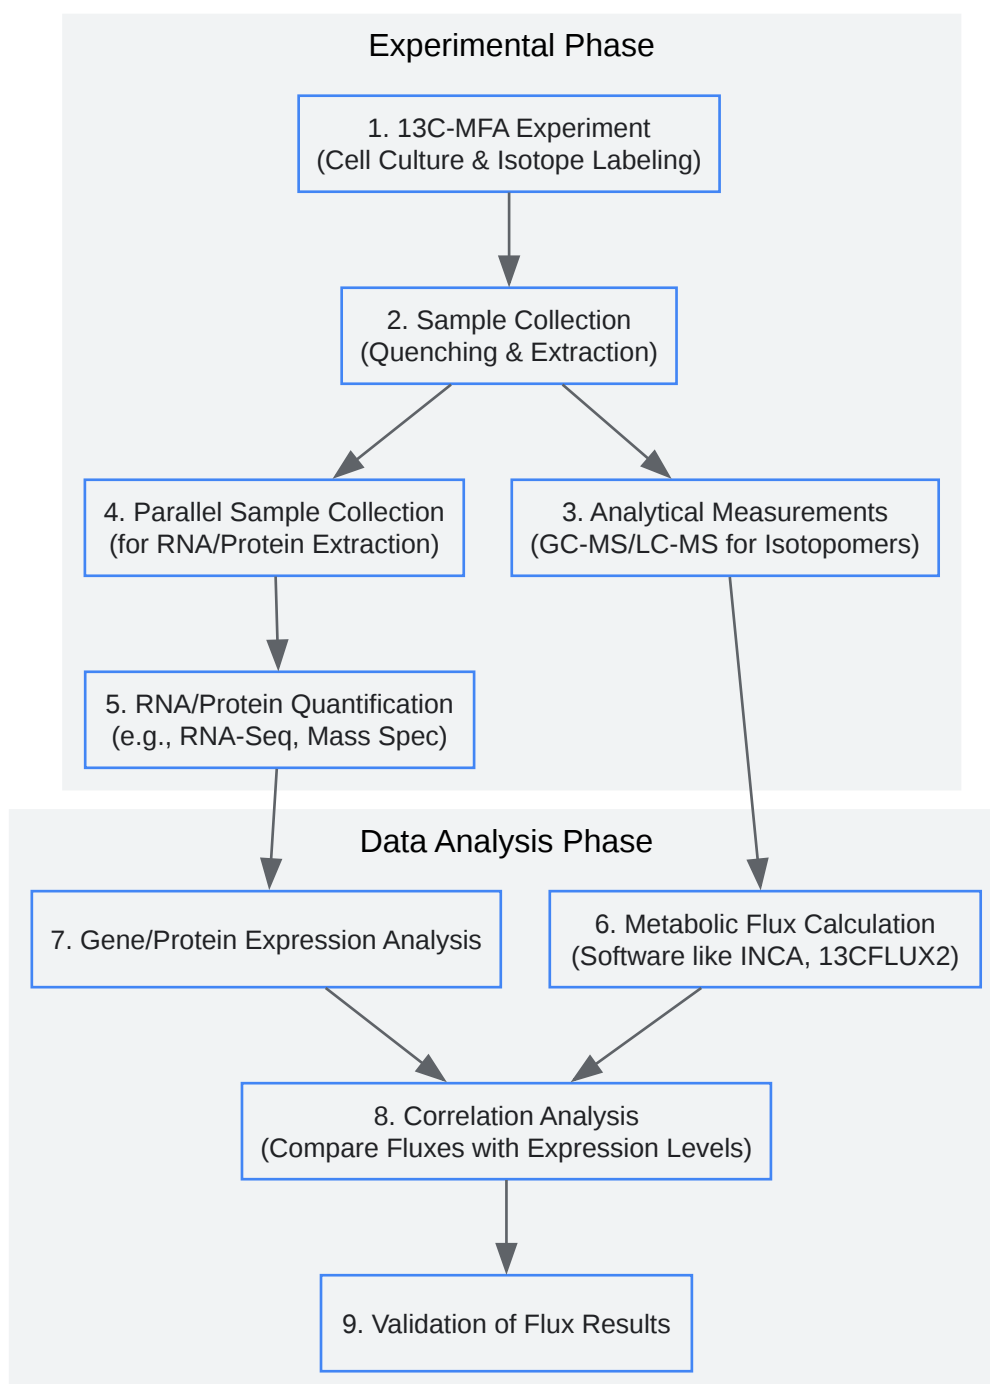 Experimental Phase
1. 13C-MFA Experiment
(Cell Culture & Isotope Labeling)
2. Sample Collection
(Quenching & Extraction)
4. Parallel Sample Collection
(for RNA/Protein Extraction)
3. Analytical Measurements
(GC-MS/LC-MS for Isotopomers)
5. RNA/Protein Quantification
(e.g., RNA-Seq, Mass Spec)
Data Analysis Phase
7. Gene/Protein Expression Analysis
6. Metabolic Flux Calculation
(Software like INCA, 13CFLUX2)
8. Correlation Analysis
(Compare Fluxes with Expression Levels)
9. Validation of Flux Results